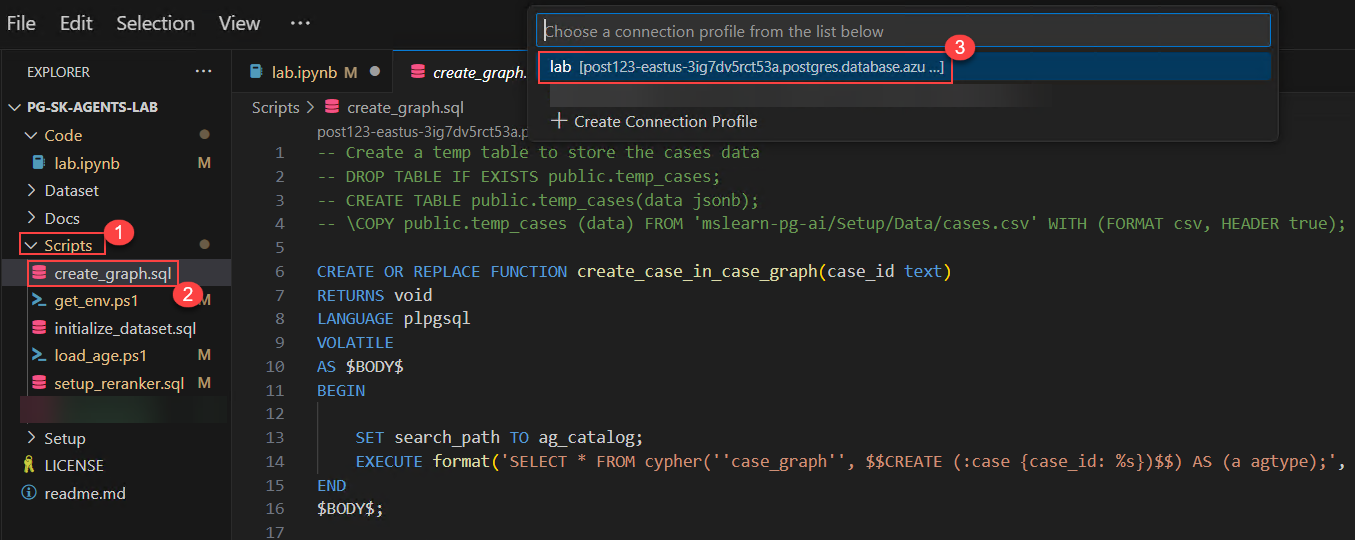 File Edit Selection View ···
Choose a connection profile from the list below
3
lab [post123-eastus-3ig7dv5rct53a.postgres.database.azu ...]
+ Create Connection Profile
EXPLORER ···
PG-SK-AGENTS-LAB
Code
lab.ipynb M
Dataset
Docs
1
Scripts
create_graph.sql
2
get_env.ps1 M
initialize_dataset.sql
load_age.ps1 M
setup_reranker.sql M
Setup
LICENSE
readme.md
lab.ipynb M
create_graph.
Scripts > create_graph.sql
post123-eastus-3ig7dv5rct53a.p
1 -- Create a temp table to store the cases data
2 -- DROP TABLE IF EXISTS public.temp_cases;
3 -- CREATE TABLE public.temp_cases(data jsonb);
4 -- \COPY public.temp_cases (data) FROM 'mslearn-pg-ai/Setup/Data/cases.csv' WITH (FORMAT csv, HEADER true);
5
6 CREATE OR REPLACE FUNCTION create_case_in_case_graph(case_id text)
7 RETURNS void
8 LANGUAGE plpgsql
9 VOLATILE
10 AS $BODY$
11 BEGIN
12
13 SET search_path TO ag_catalog;
14 EXECUTE format('SELECT * FROM cypher(''case_graph'', $$CREATE (:case {case_id: %s})$$) AS (a agtype);',
15 END
16 $BODY$;
17